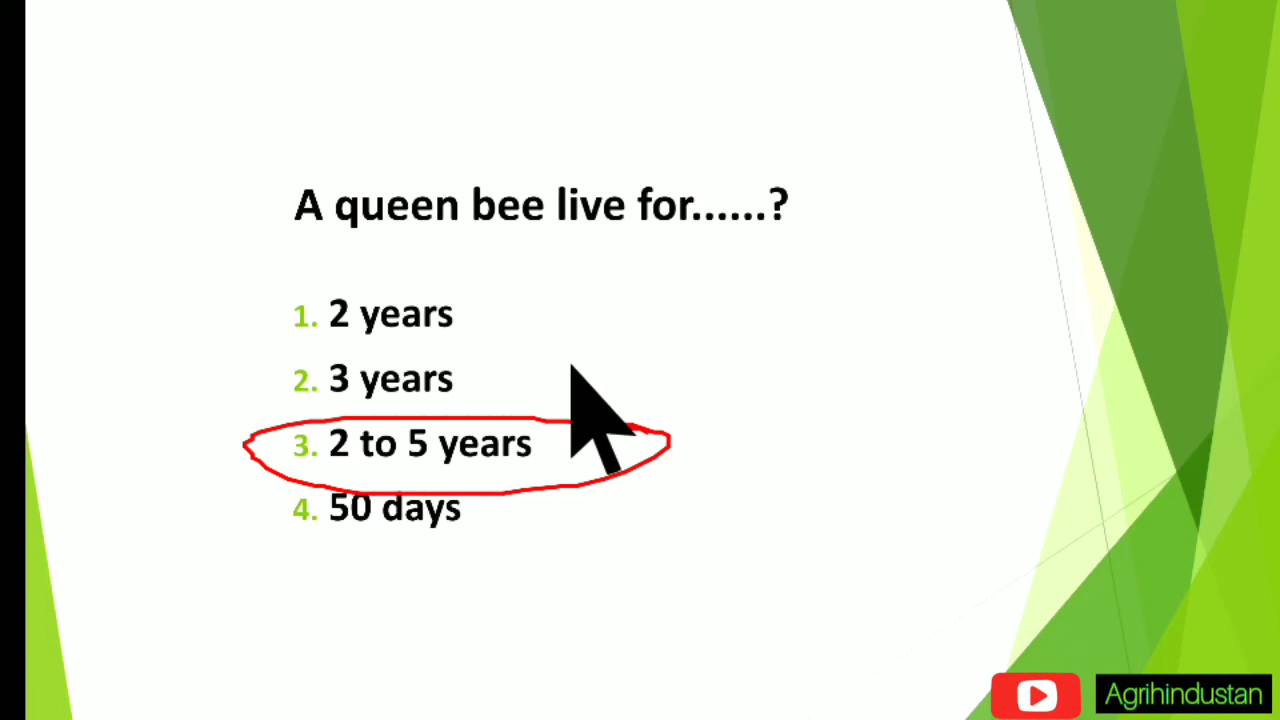 A queen bee live for......?
1. 2 years
2. 3 years
3. 2 to 5 years
4. 50 days
Agrihindustan